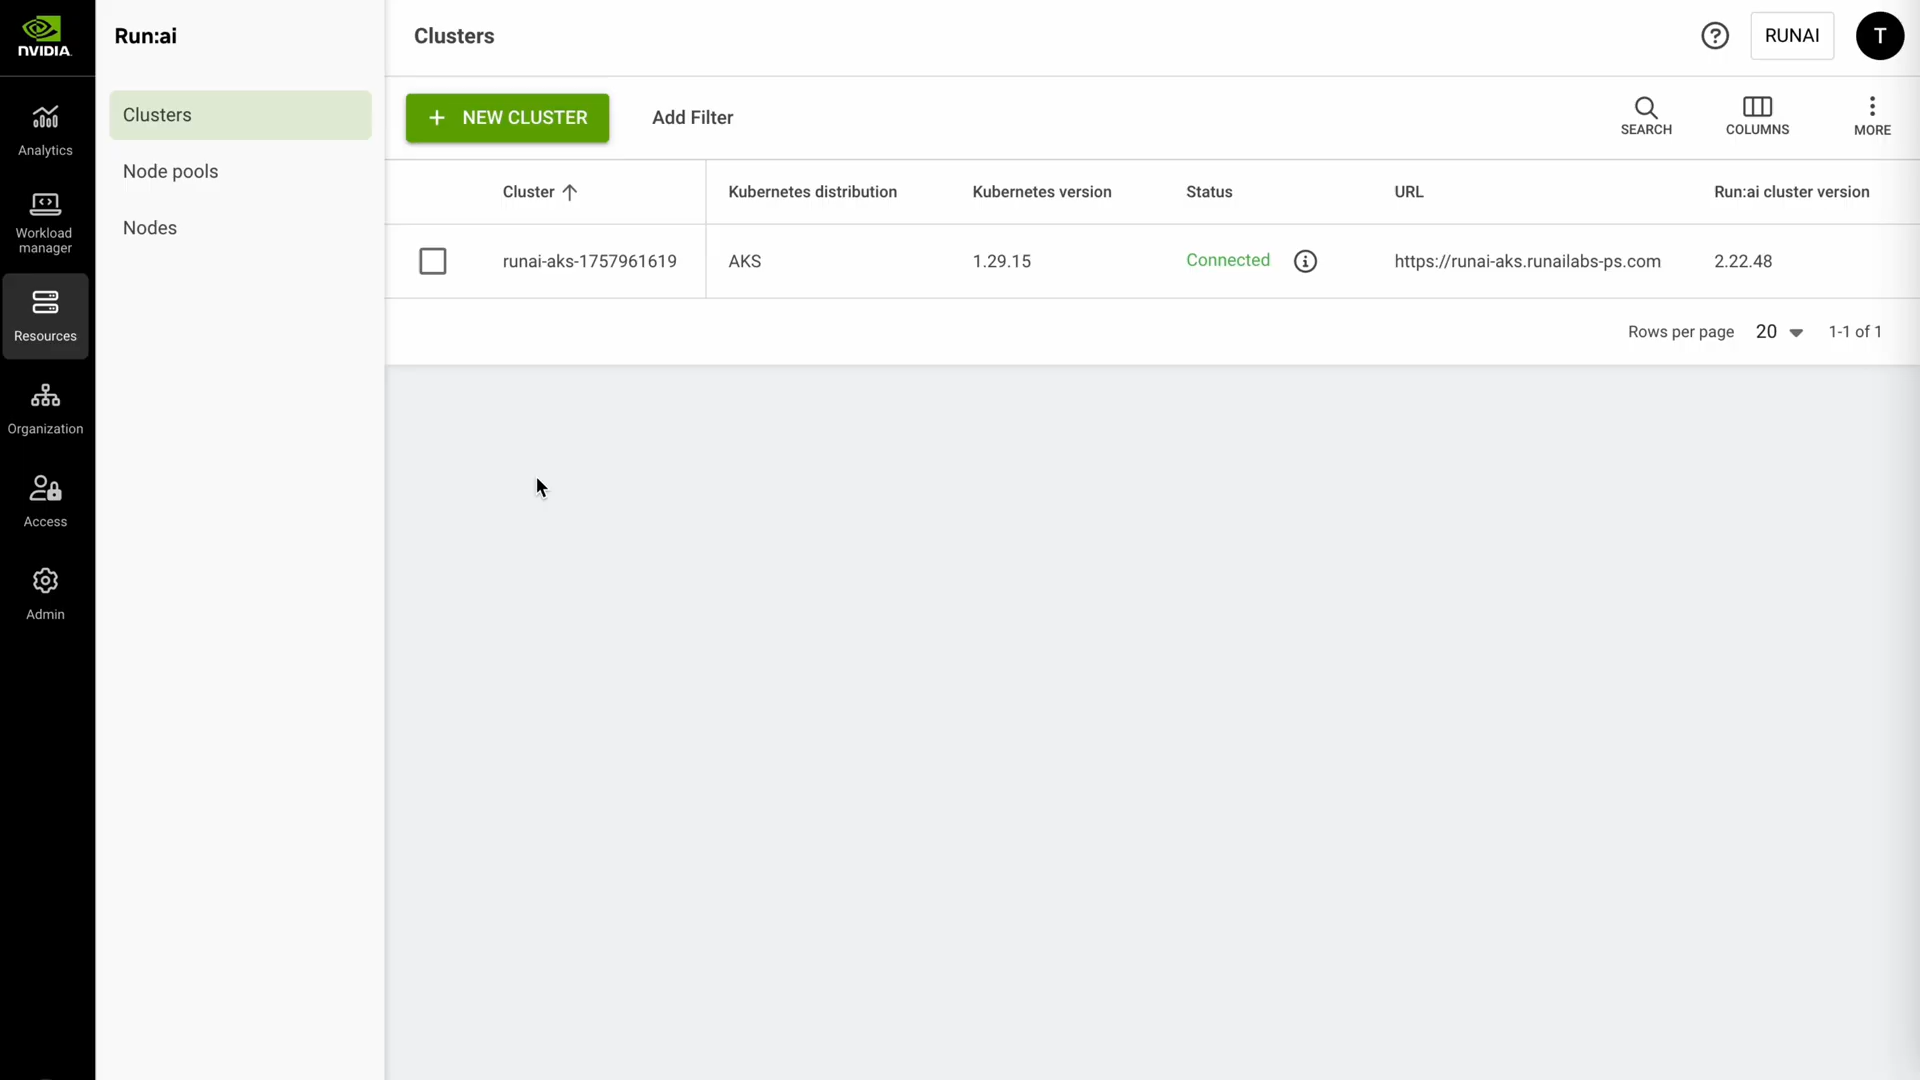 NVIDIA.
Run:ai
Clusters
RUNAI
T
Analytics
Workload
manager
Resources
Organization
Access
Admin
Clusters
Node pools
Nodes
+ NEW CLUSTER
Add Filter
SEARCH
COLUMNS
MORE
Cluster ↑ Kubernetes distribution Kubernetes version Status URL Run:ai cluster version
runai-aks-1757961619 AKS 1.29.15 Connected https://runai-aks.runailabs-ps.com 2.22.48
Rows per page 20 1-1 of 1